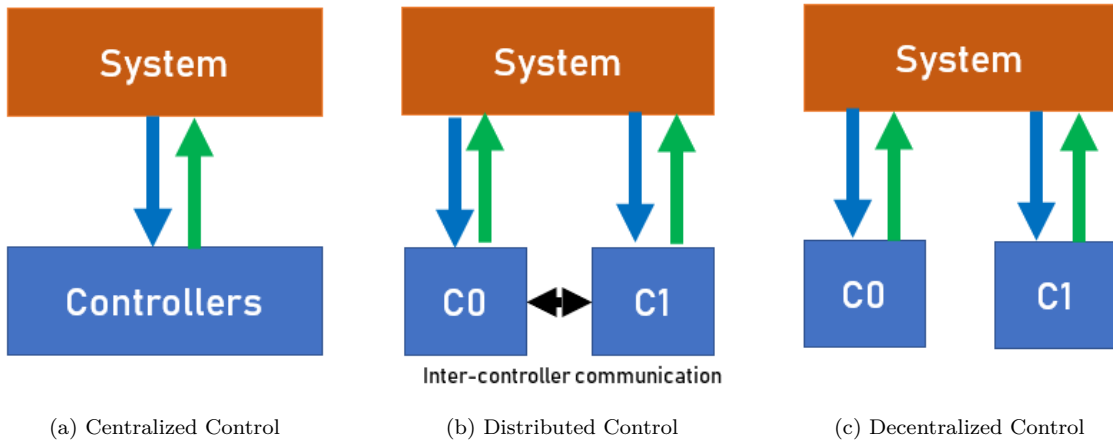 System
System
System
Controllers
C0
C1
C0
C1
Inter-controller communication
(a) Centralized Control
(b) Distributed Control
(c) Decentralized Control